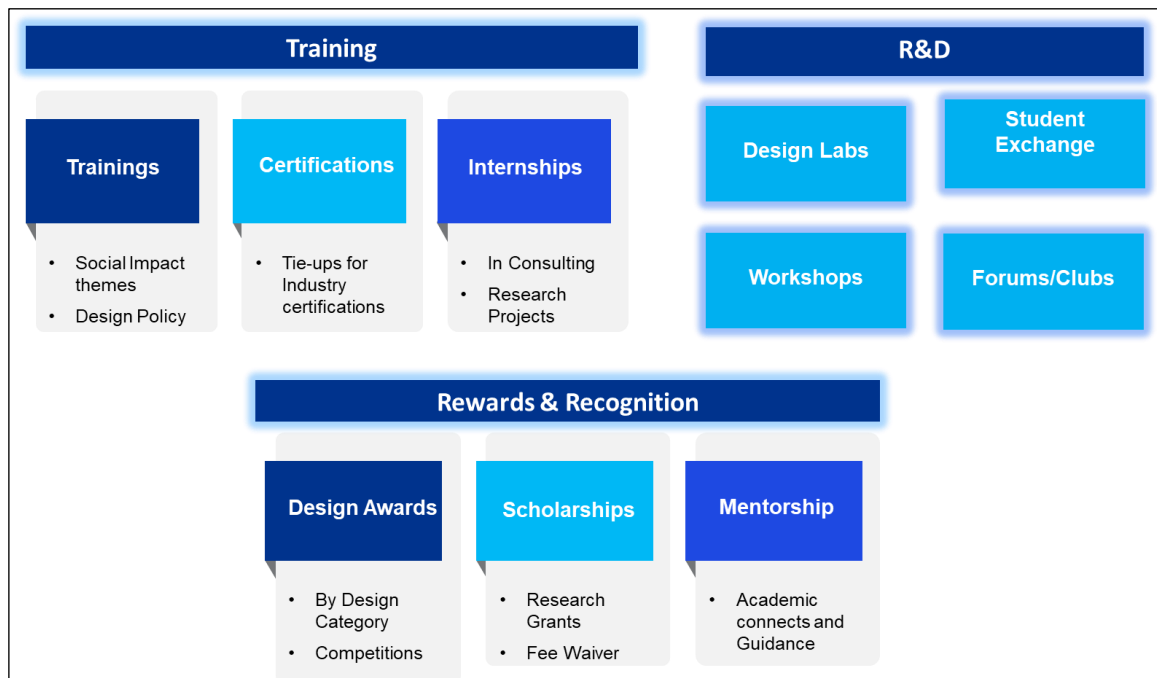 Training
Trainings
Certifications
Internships
• Social Impact
themes
• Design Policy
• Tie-ups for
Industry
certifications
• In Consulting
• Research
Projects
R&D
Design Labs
Student
Exchange
Workshops
Forums/Clubs
Rewards & Recognition
Design Awards
Scholarships
Mentorship
• By Design
Category
• Competitions
• Research
Grants
• Fee Waiver
• Academic
connects and
Guidance